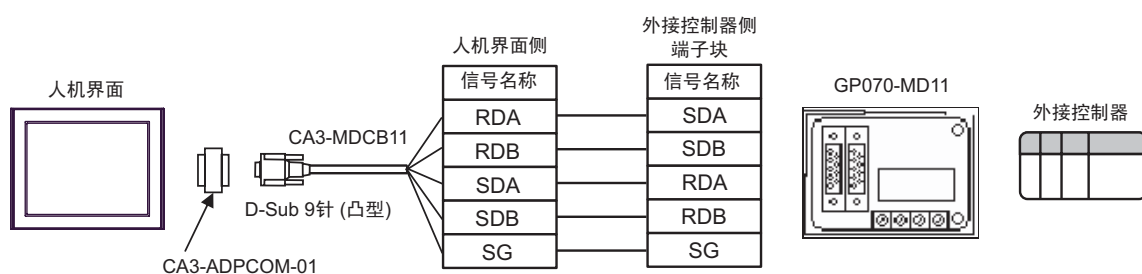 人机界面
CA3-ADPCOM-01
D-Sub 9针 (凸型)
CA3-MDCB11
人机界面侧
信号名称
RDA
RDB
SDA
SDB
SG
外接控制器侧
端子块
信号名称
SDA
SDB
RDA
RDB
SG
GP070-MD11
外接控制器